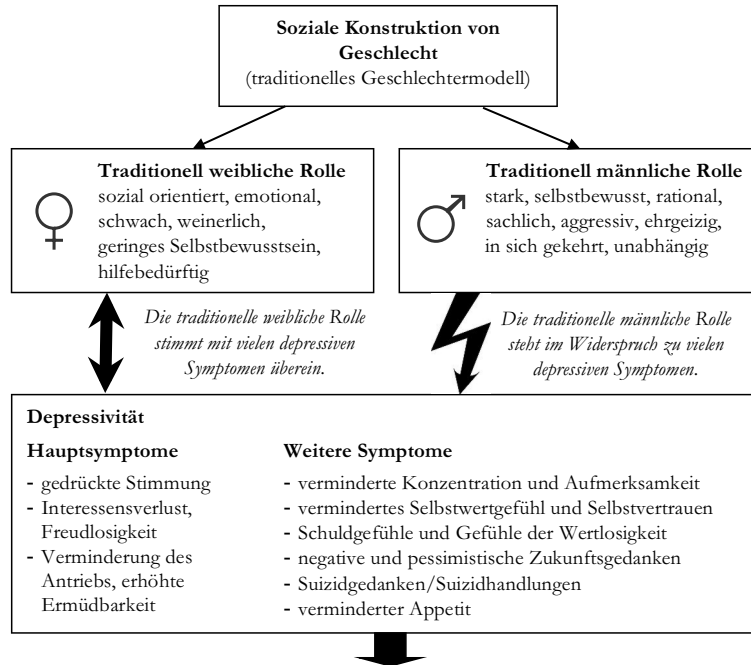 Soziale Konstruktion von
Geschlecht
(traditionelles Geschlechtermodell)
Traditionell weibliche Rolle
sozial orientiert, emotional,
schwach, weinerlich,
geringes Selbstbewusstsein,
hilfebedürftig
Traditionell männliche Rolle
stark, selbstbewusst, rational,
sachlich, aggressiv, ehrgeizig,
in sich gekehrt, unabhängig
Die traditionelle weibliche Rolle
stimmt mit vielen depressiven
Symptomen überein.
Die traditionelle männliche Rolle
steht im Widerspruch zu vielen
depressiven Symptomen.
Depressivität
Hauptsymptome
- gedrückte Stimmung
- Interessensverlust,
Freudlosigkeit
- Verminderung des
Antriebs, erhöhte
Ermüdbarkeit
Weitere Symptome
- verminderte Konzentration und Aufmerksamkeit
- vermindertes Selbstwertgefühl und Selbstvertrauen
- Schuldgefühle und Gefühle der Wertlosigkeit
- negative und pessimistische Zukunftsgedanken
- Suizidgedanken/Suizidhandlungen
- verminderter Appetit